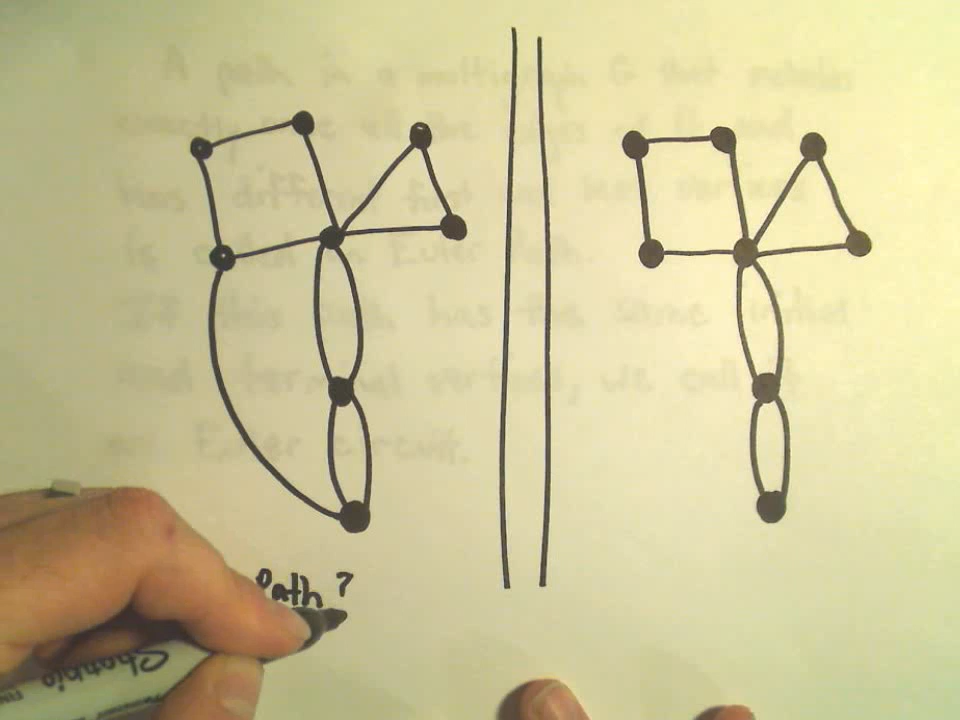 A path in a multigraph G that
exactly once all the edges of G, and
has different first and last vertices
is called an Euler Path.
If this path has the same initial
and terminal vertices, we call it
an Euler circuit.
Path ?
Sharpie